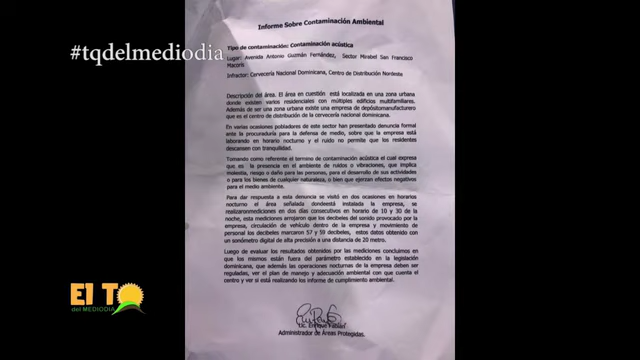 #tqdelmediodia
Informe Sobre Contaminación Ambiental
Tipo de contaminación: Contaminación acústica
Lugar: Avenida Antonio Guzmán Fernández, Sector Mirabel San Francisco
Macorís
Infractor: Cervecería Nacional Dominicana, Centro de Distribución Nordeste
Descripción del área. El área en cuestión está localizada en una zona urbana
donde existen varios residenciales con múltiples edificios multifamiliares.
Además de ser una zona urbana existe una empresa de depósitomanufacturero
que es el centro de distribución de la cervecería nacional dominicana.
En varias ocasiones pobladores de este sector han presentado denuncia formal
ante la procuraduría para la defensa de medio, sobre que la empresa está
laborando en horario nocturno y el ruido no permite que los residentes
descansen con tranquilidad.
Tomando como referente el termino de contaminación acústica el cual expresa
que es la presencia en el ambiente de ruidos o vibraciones, que implica
molestia, riesgo o daño para las personas, para el desarrollo de sus actividades
o para los bienes de cualquier naturaleza, o bien que ejerzan efectos negativos
para el medio ambiente.
Para dar respuesta a esta denuncia se visitó en dos ocasiones en horarios
nocturno el área señalada dondeestá instalada la empresa, se
realizaronmediciones en dos días consecutivos en horario de 10 y 30 de la
noche, esta mediciones arrojaron que los decibeles del sonido provocado por la
empresa, circulación de vehículo dentro de la empresa y movimiento de
personal los decibeles marcaron 57 y 59 decibeles, estos datos obtenido con
un sonómetro digital de alta precisión a una distancia de 20 metro.
Luego de evaluar los resultados obtenidos por las mediciones concluimos en
que los mismos están fuera del parámetro establecido en la legislación
dominicana, que además las operaciones nocturnas de la empresa deben ser
reguladas, ver el plan de manejo y adecuación ambiental con que cuenta el
centro y ver si está realizando los informe de cumplimiento ambiental.
Lic. Enrique
Administrador de Áreas Protegidas.
El TO
del MEDIODIA